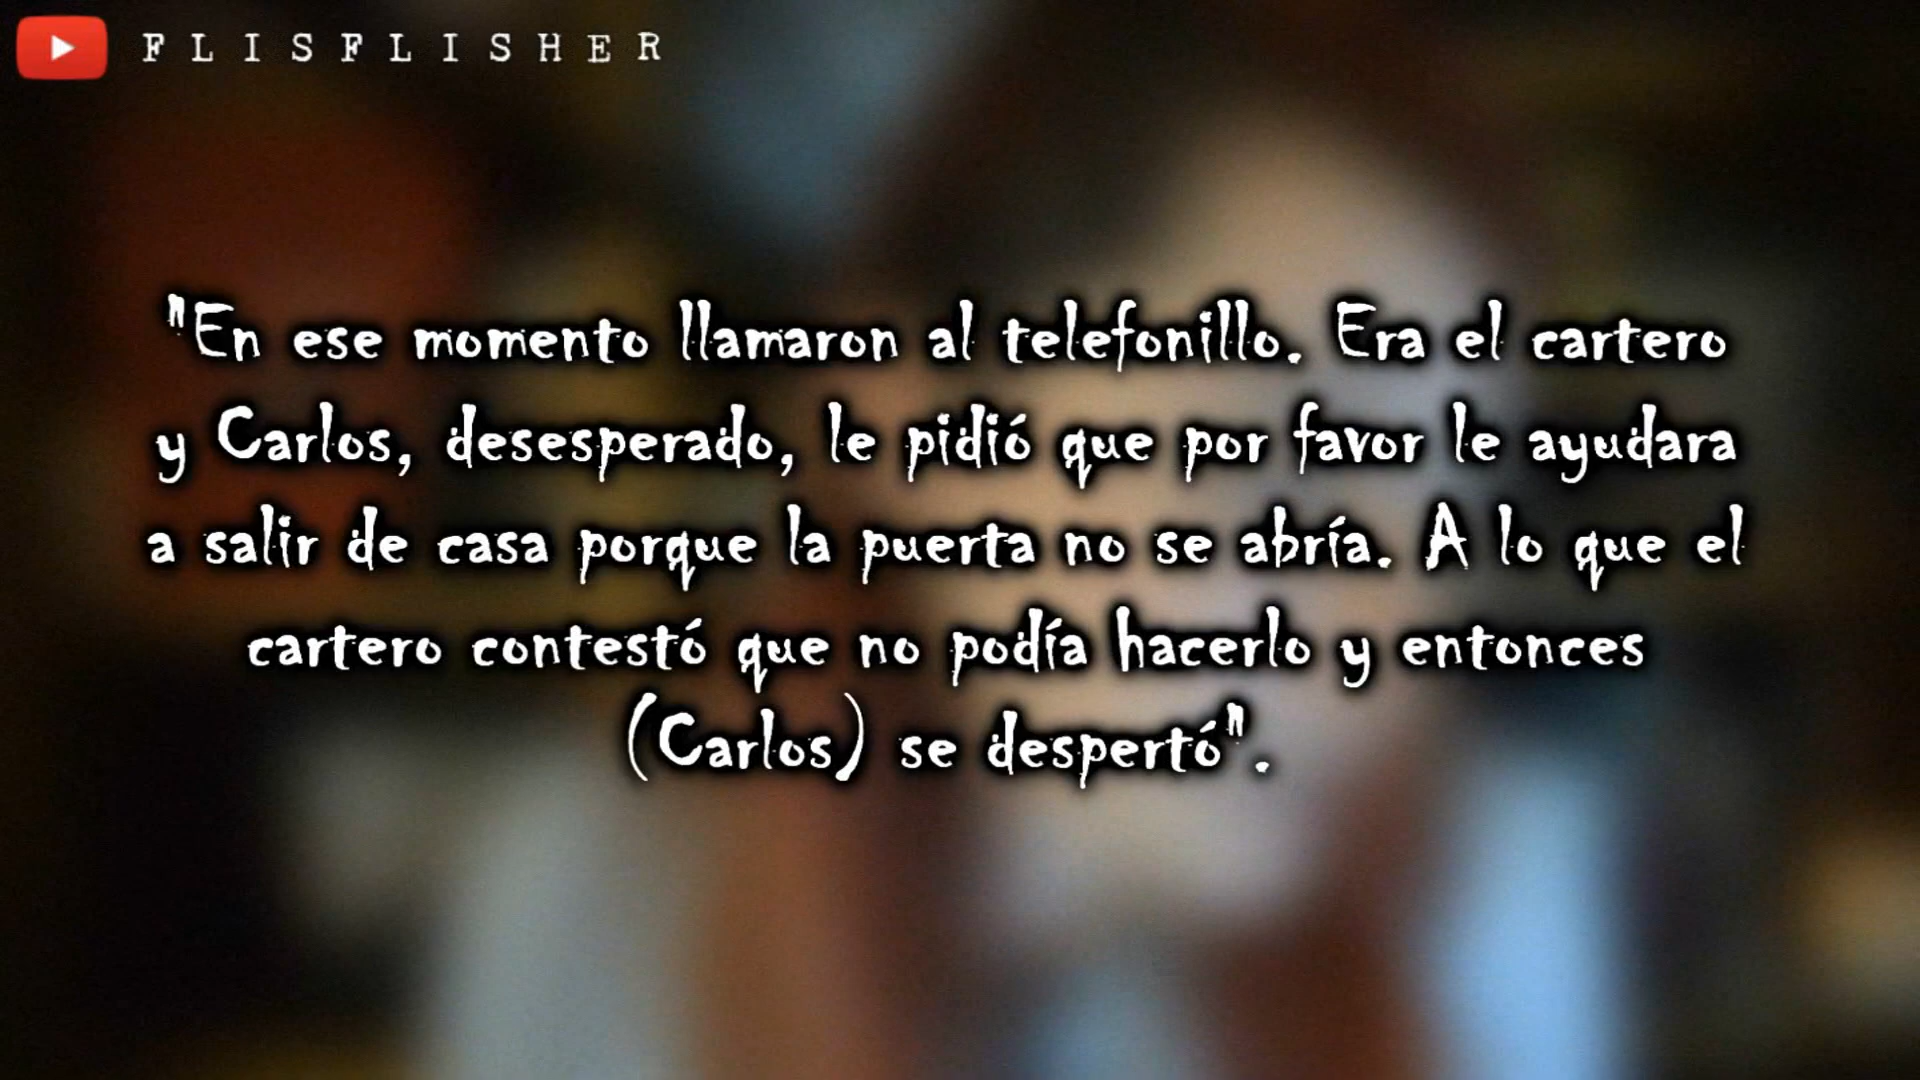 FLISFLISHER
"En ese momento llamaron al telefonillo. Era el cartero
y Carlos, desesperado, le pidió que por favor le ayudara
a salir de casa porque la puerta no se abría. A lo que el
cartero contestó que no podía hacerlo y entonces
(Carlos) se despertó".